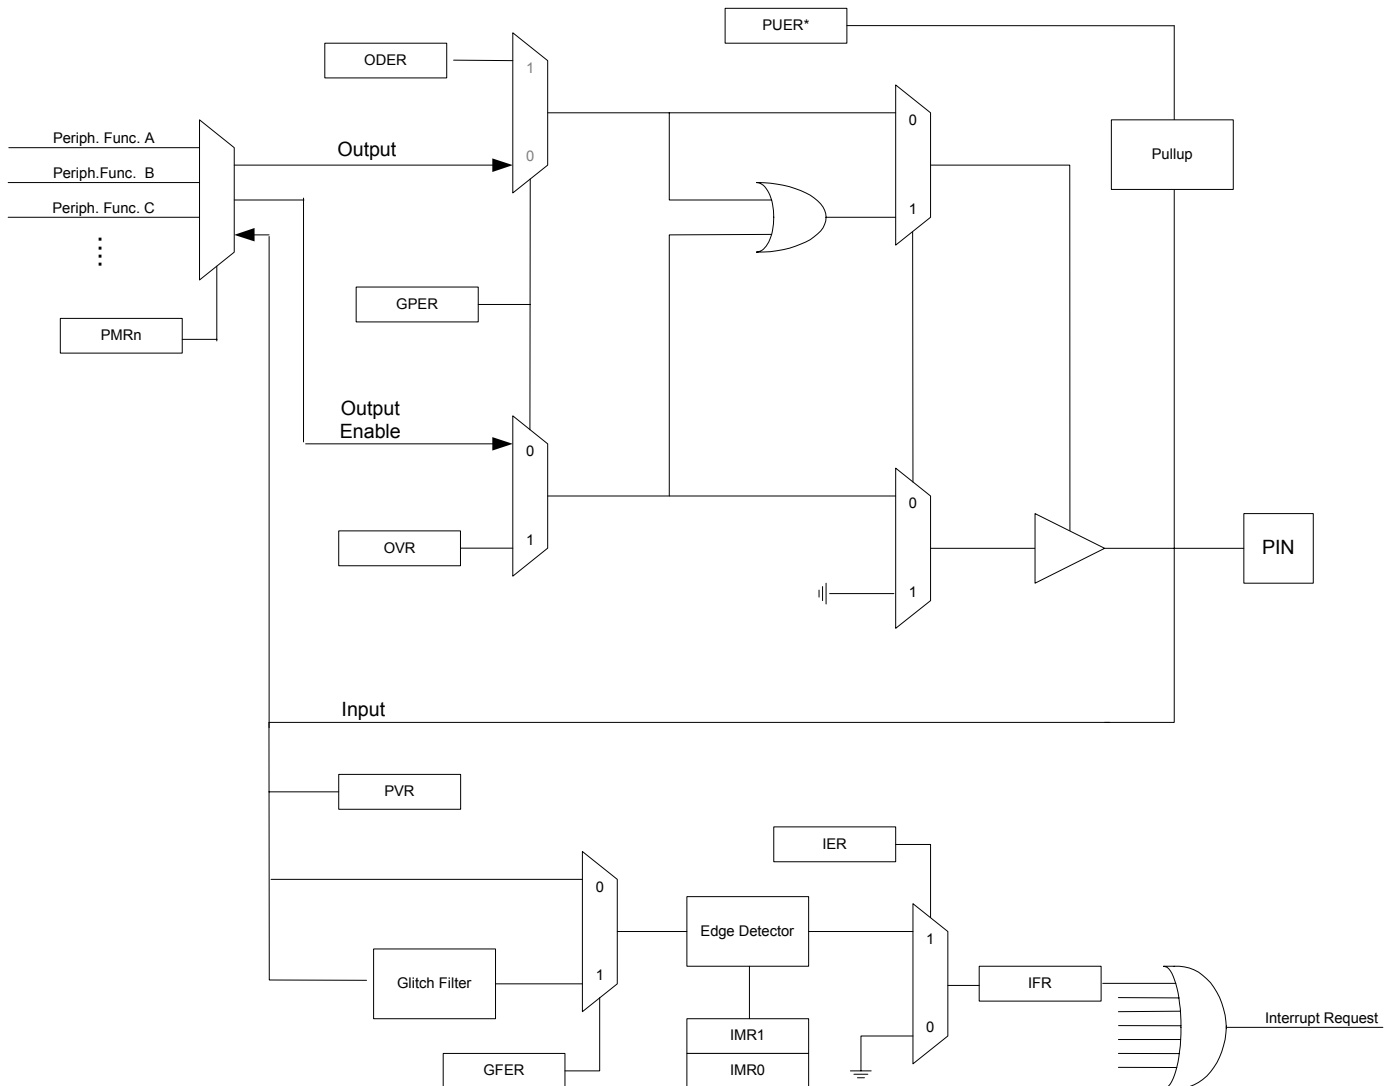 PUER*
ODER
1
0
Periph. Func. A
Output
0
Pullup
Periph.Func. B
Periph. Func. C
1
GPER
PMRn
Output
Enable
0
0
OVR
1
PIN
1
Input
PVR
IER
0
Edge Detector
1
Glitch Filter
1
IFR
0
Interrupt Request
IMR1
GFER
IMR0